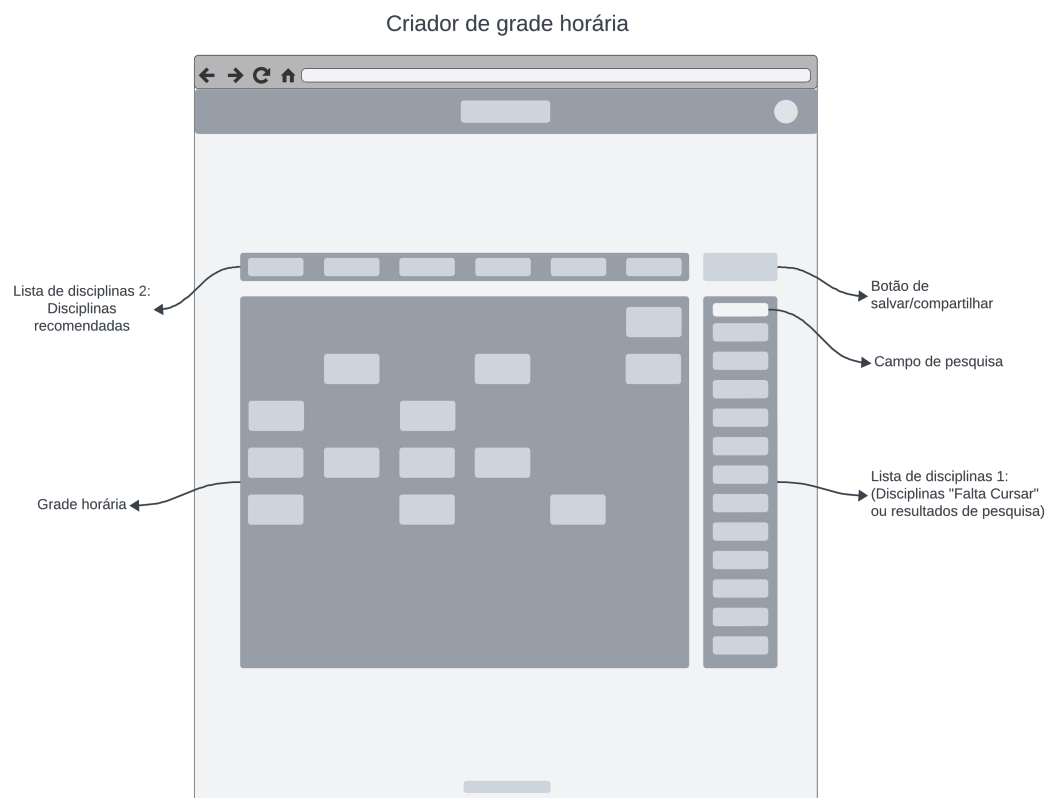 Criador de grade horária
Lista de disciplinas 2:
Disciplinas
recomendadas
Botão de
salvar/compartilhar
Campo de pesquisa
Grade horária
Lista de disciplinas 1:
(Disciplinas "Falta Cursar"
ou resultados de pesquisa)